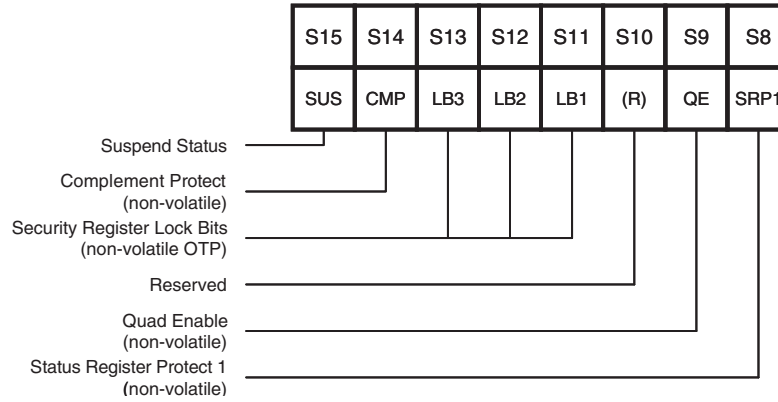 S15 S14 S13 S12 S11 S10 S9 S8
SUS CMP LB3 LB2 LB1 (R) QE SRP1
Suspend Status
Complement Protect
(non-volatile)
Security Register Lock Bits
(non-volatile OTP)
Reserved
Quad Enable
(non-volatile)
Status Register Protect 1
(non-volatile)